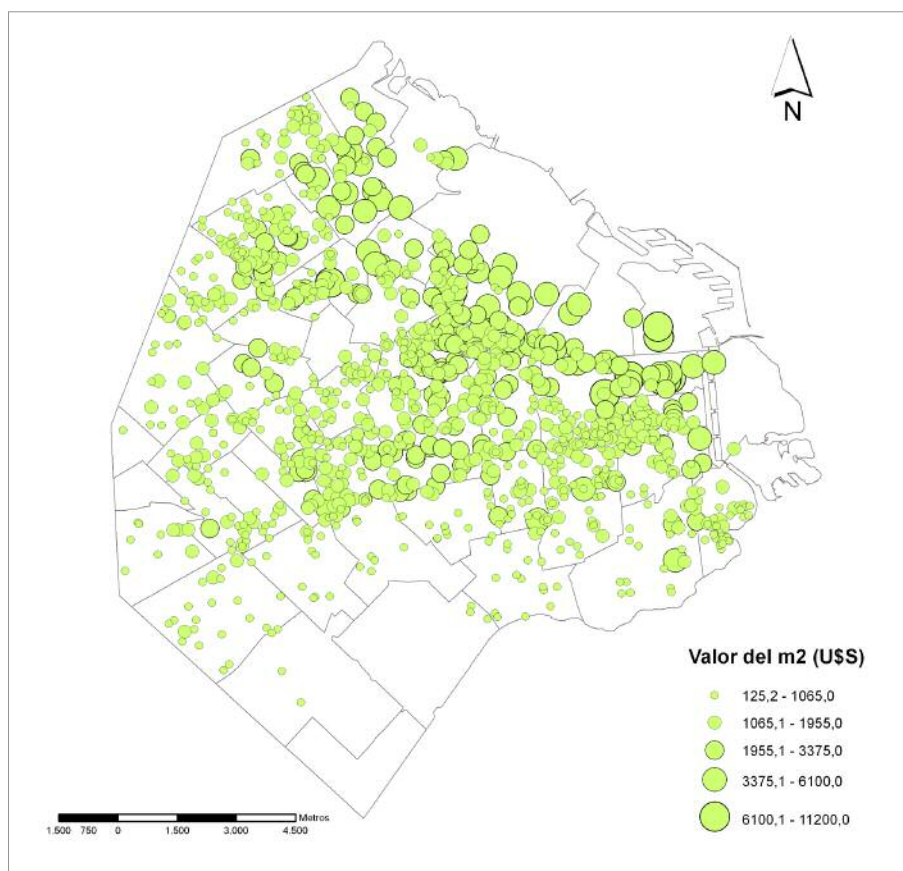 N
Valor del m2 (U$S)
125,2 - 1065,0
1065,1 - 1955,0
1955,1 - 3375,0
3375,1 - 6100,0
6100,1 - 11200,0
Metros
1.500 750 0 1.500 3.000 4.500